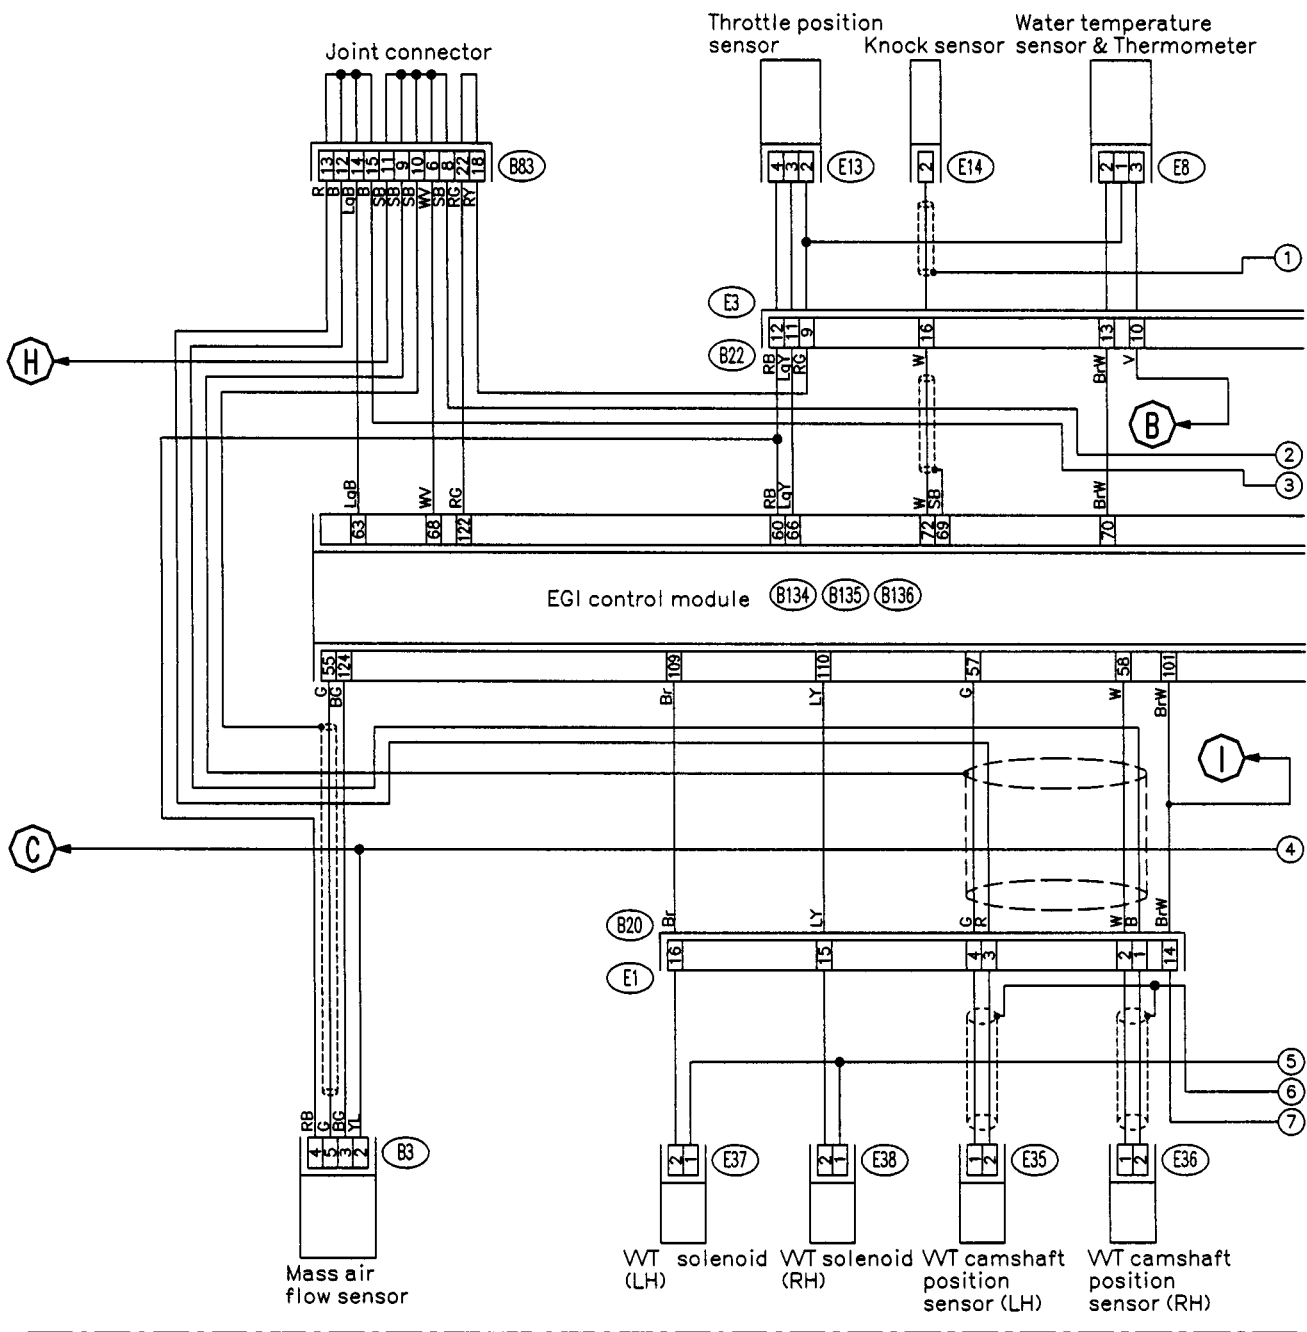 Throttle position
sensor
Joint connector
Knock sensor
Water temperature
sensor & Thermometer
13 12 14 15 11 9 10 6 8 22 18
B83
4 3 2
E13
2
E14
2 1 3
E8
R B LgB B SB SB SB WV SB RG RY
1
E3
12 11 9
16
13 10
B22
RB LgY RG
W
BrW V
H
B
2
3
LgB WV RG
RB LgY
W SB
BrW
63 68 122
60 66
72 69
70
EGI control module
B134 B135 B136
55 124
109
110
57
58
101
G BG
Br
LY
G
W
BrW
I
C
4
Br
LY
G R
W B
BrW
B20
16
15
4 3
2 1
14
E1
5
6
7
RB G BG YL
4 5 3 2
B3
2 1
E37
2 1
E38
1 2
E35
1 2
E36
VVT solenoid
(LH)
VVT solenoid
(RH)
VVT camshaft
position
sensor (LH)
VVT camshaft
position
sensor (RH)
Mass air
flow sensor